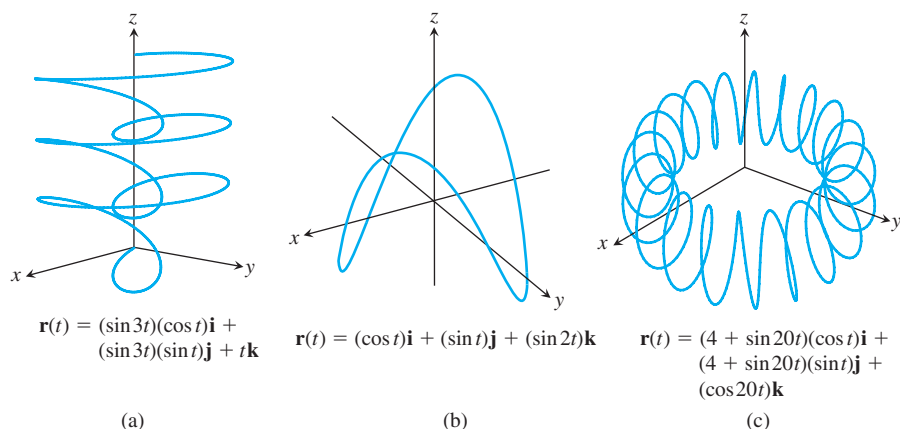 z
x
y
r(t) = (sin 3t)(cos t)i +
(sin 3t)(sin t)j + tk
(a)
z
x
y
r(t) = (cos t)i + (sin t)j + (sin 2t)k
(b)
z
x
y
r(t) = (4 + sin 20t)(cos t)i +
(4 + sin 20t)(sin t)j +
(cos 20t)k
(c)